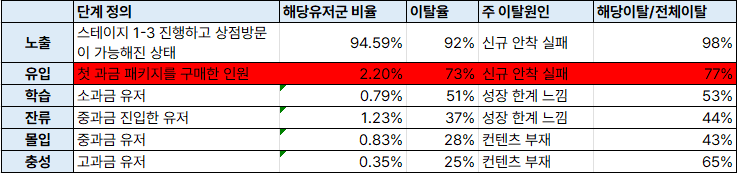 단계 정의 해당유저군 비율 이탈율 주 이탈원인 해당이탈/전체이탈
노출 스테이지 1-3 진행하고 상점방문이 가능해진 상태 94.59% 92% 신규 안착 실패 98%
유입 첫 과금 패키지를 구매한 인원 2.20% 73% 신규 안착 실패 77%
학습 소과금 유저 0.79% 51% 성장 한계 느낌 53%
잔류 중과금 진입한 유저 1.23% 37% 성장 한계 느낌 44%
몰입 중과금 유저 0.83% 28% 컨텐츠 부재 43%
충성 고과금 유저 0.35% 25% 컨텐츠 부재 65%